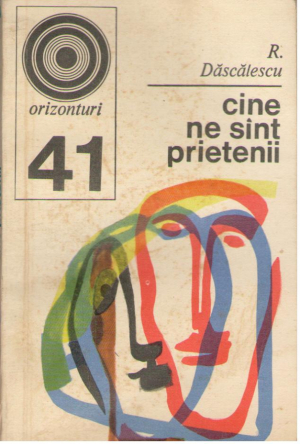 orizonturi
41
R.
Dăscălescu
cine
ne sînt
prietenii